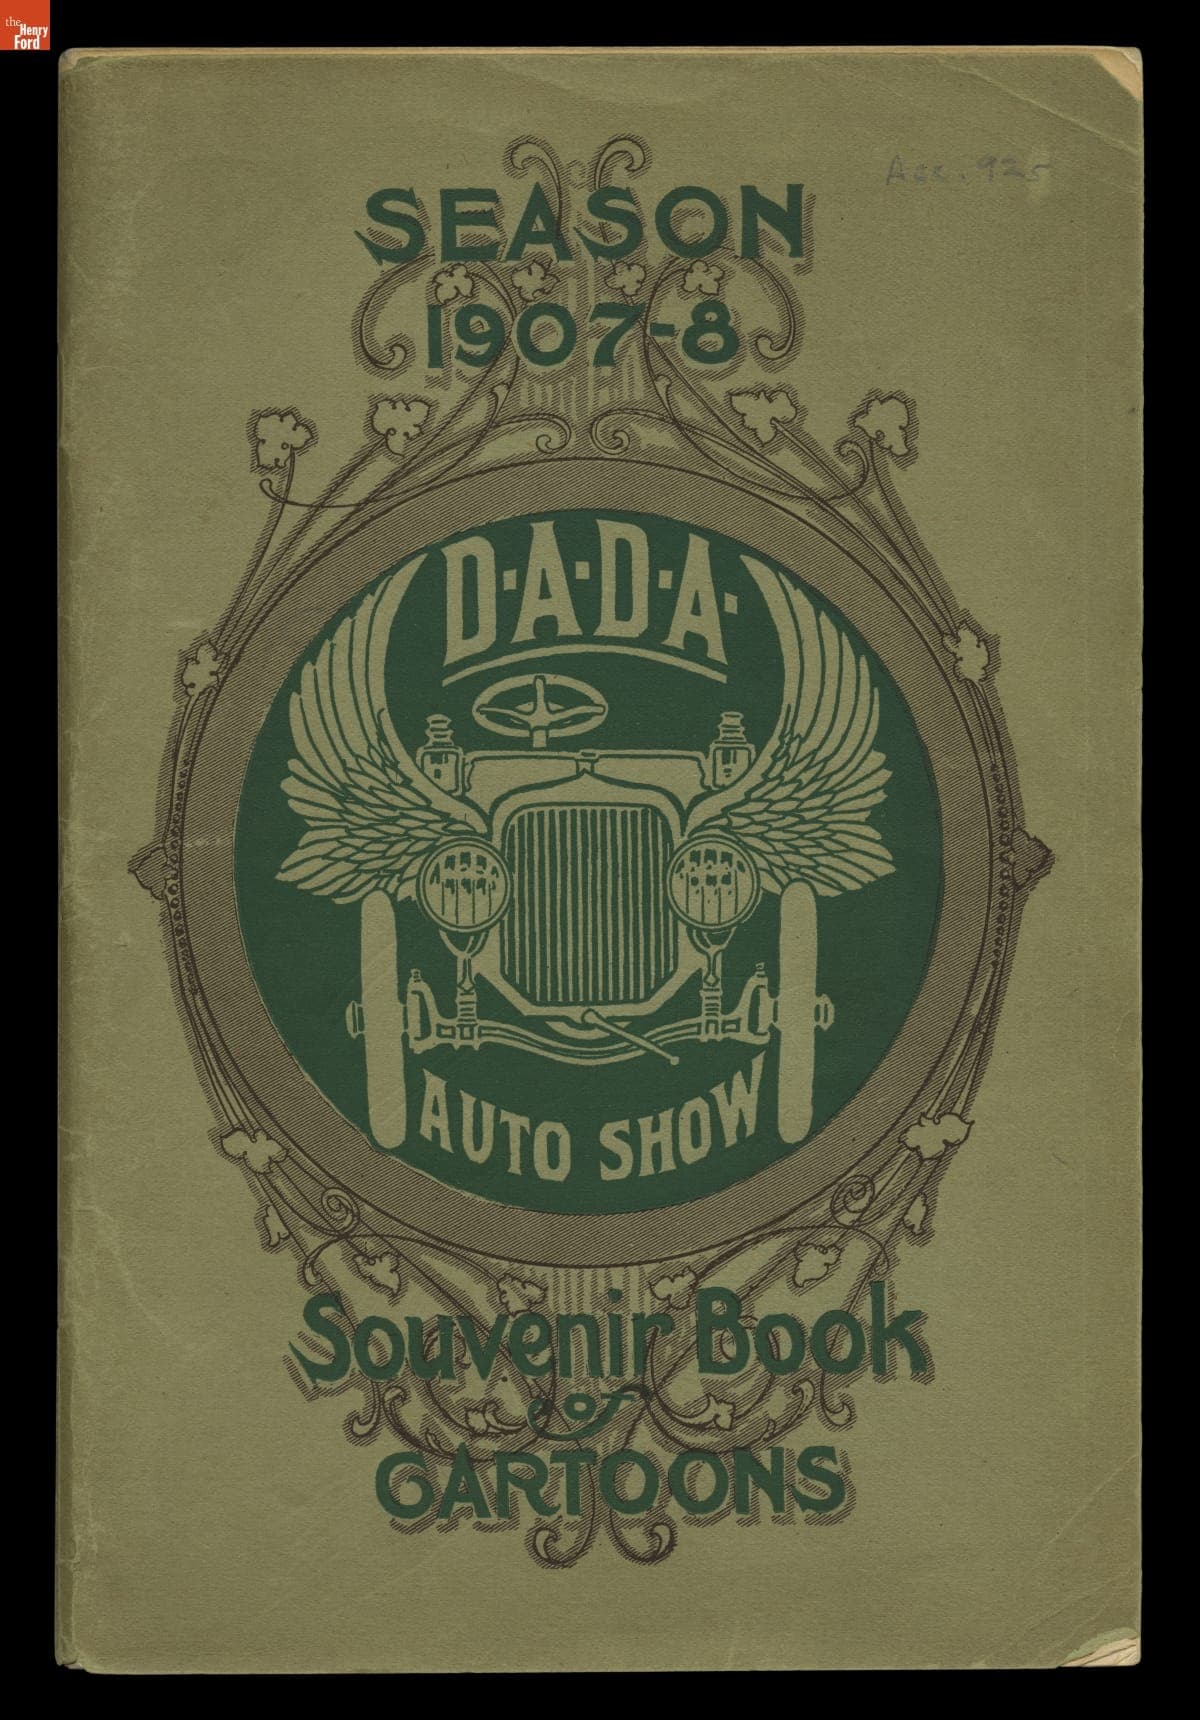 the
Henry
Ford
Acc. 925
SEASON
1907-8
D·A·D·A·
AUTO SHOW
Souvenir Book
of
CARTOONS